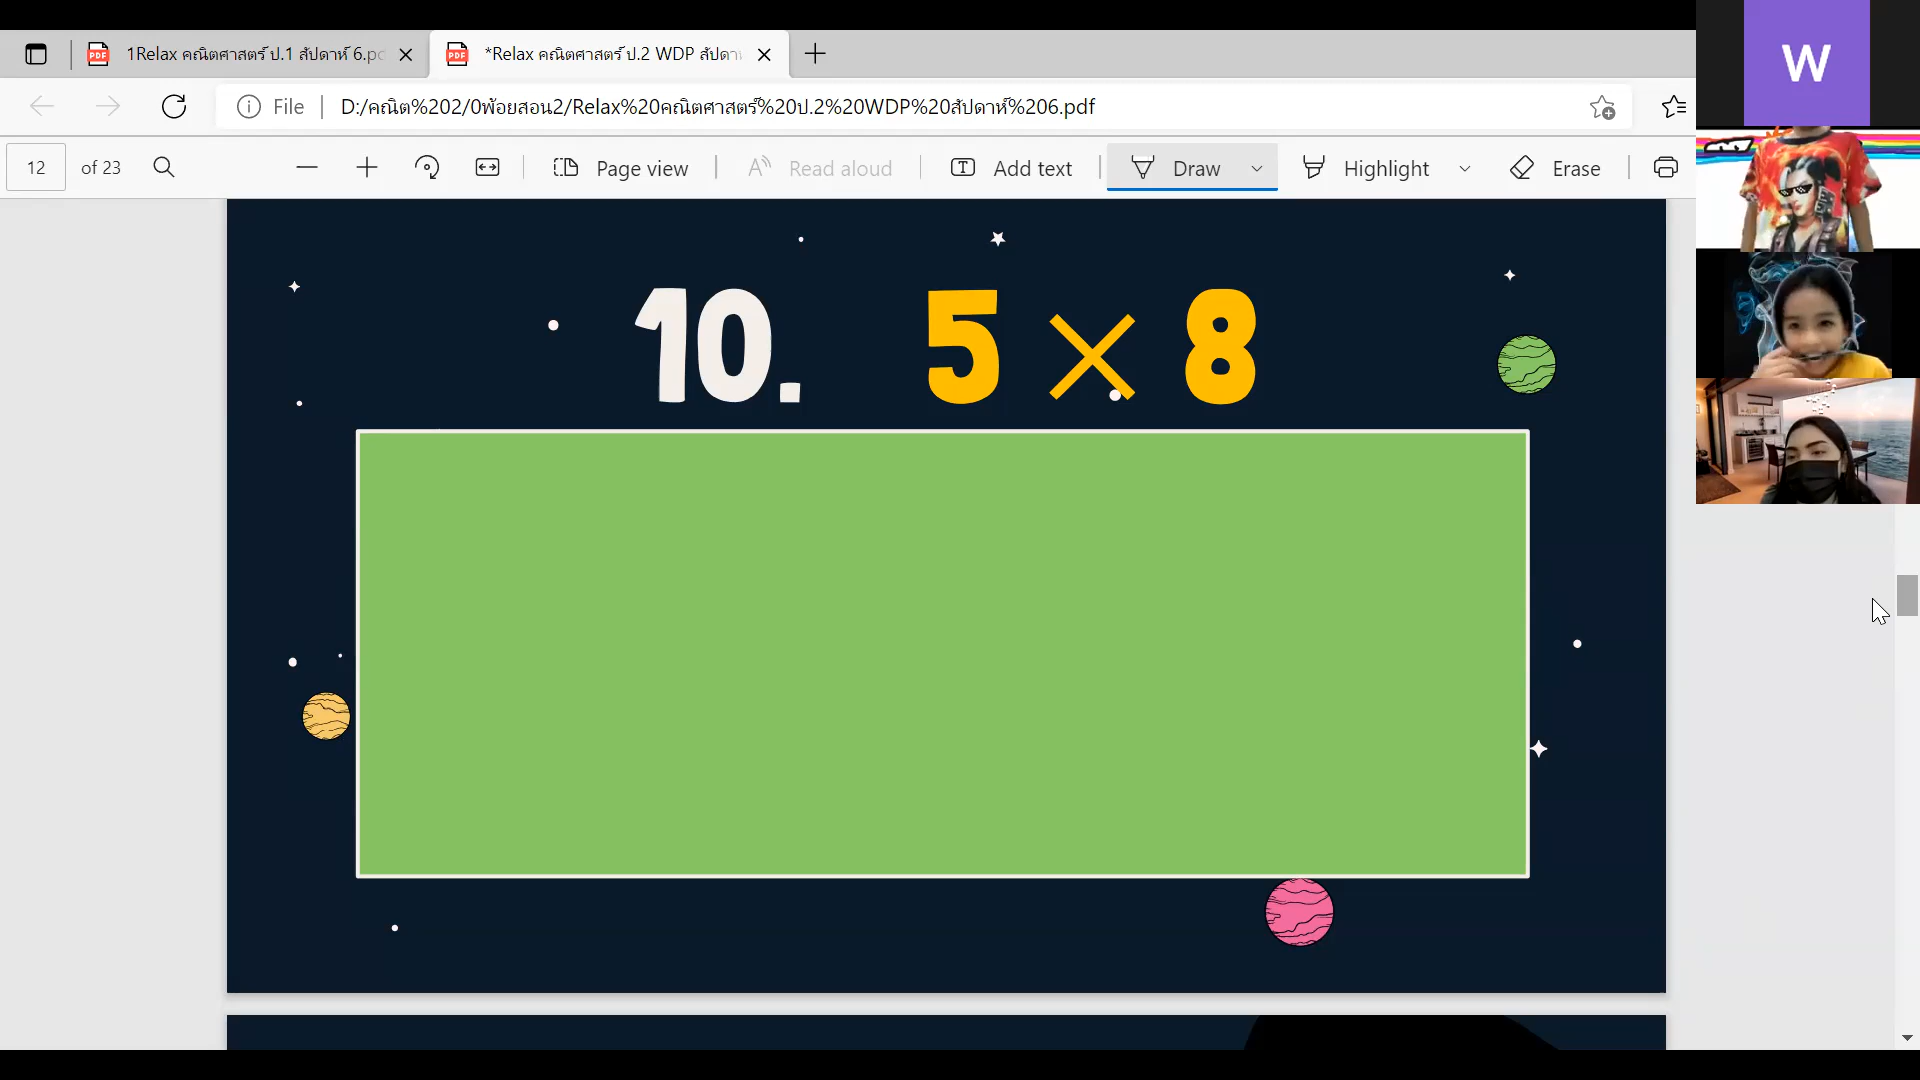 1Relax คณิตศาสตร์ ป.1 สัปดาห์ 6.pd
*Relax คณิตศาสตร์ ป.2 WDP สัปดา
File
D:/คณิต%202/0พ้อยสอน2/Relax%20คณิตศาสตร์%20ป.2%20WDP%20สัปดาห์%206.pdf
12 of 23 Page view Read aloud Add text Draw Highlight Erase
10. 5 × 8
W